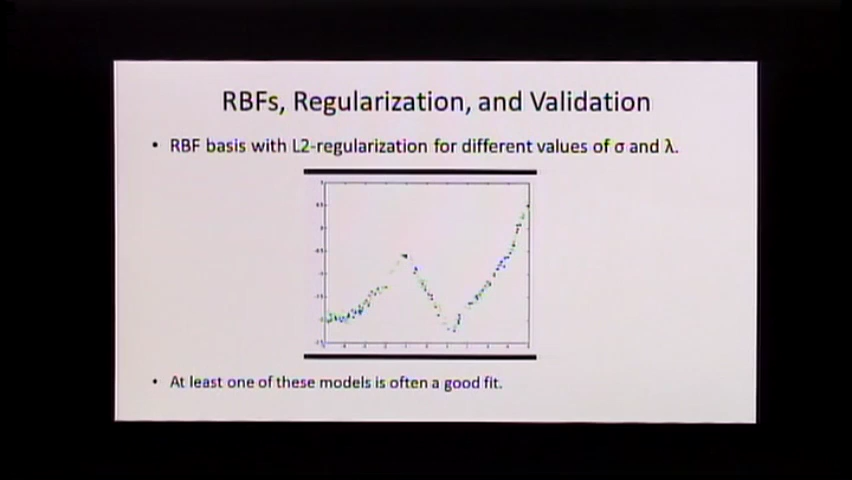 RBFs, Regularization, and Validation
• RBF basis with L2-regularization for different values of σ and λ.
• At least one of these models is often a good fit.